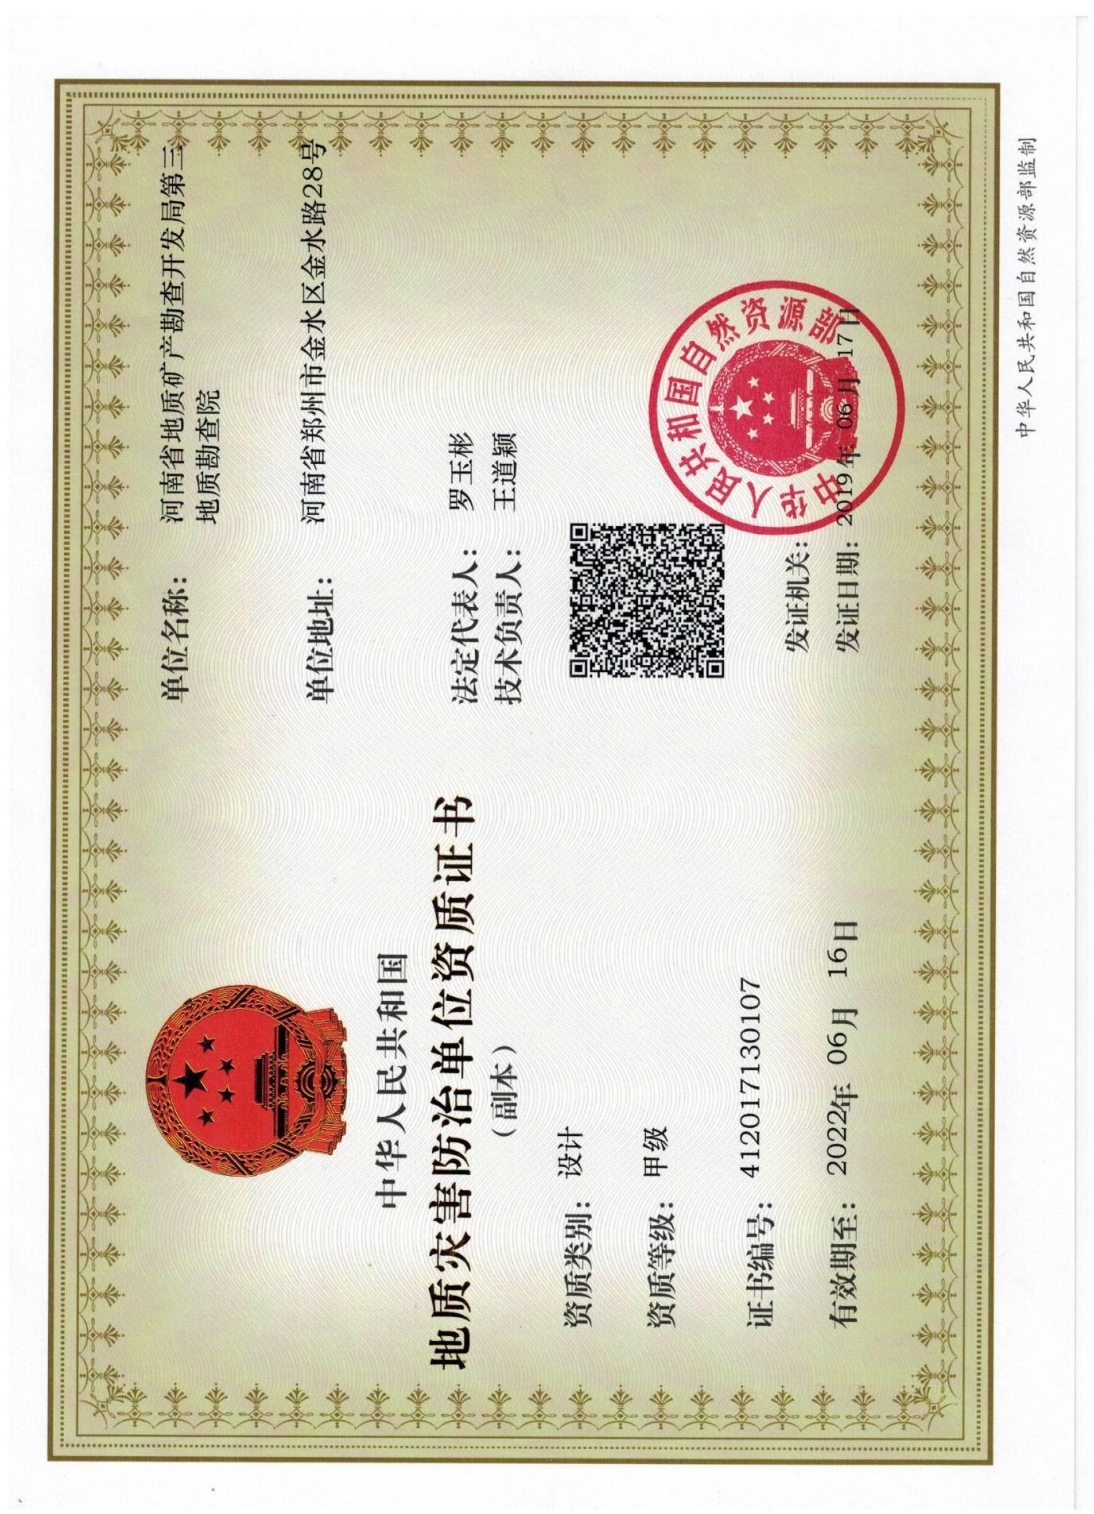 中华人民共和国
地质灾害防治单位资质证书
（副本）
资质类别： 设计
资质等级： 甲级
证书编号： 412017130107
有效期至： 2022年 06月 16日
单位名称： 河南省地质矿产勘查开发局第三
地质勘查院
单位地址： 河南省郑州市金水区金水路28号
法定代表人： 罗玉彬
技术负责人： 王道颖
发证机关：
中华人民共和国自然资源部
发证日期： 2019年 06月 17日
中华人民共和国自然资源部监制